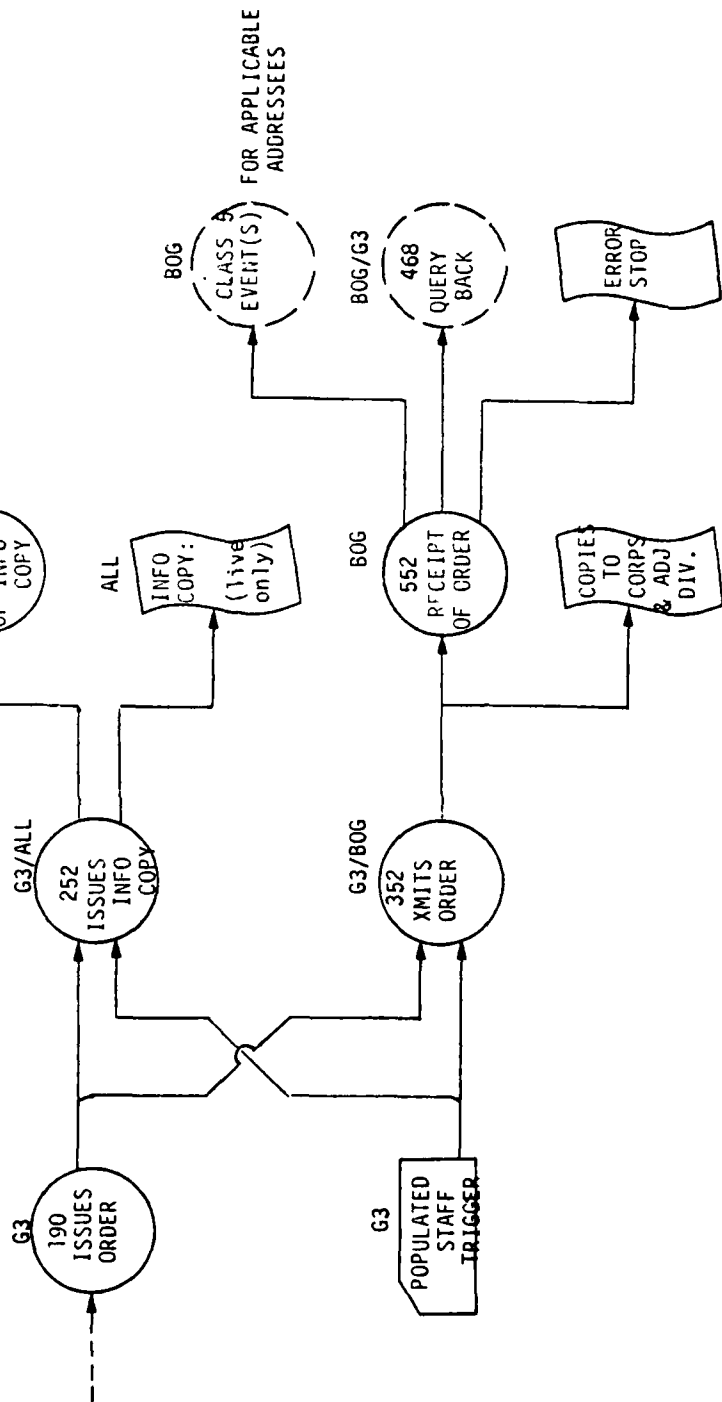 G3
190
ISSUES
ORDER
G3
POPULATED
STAFF
TRIGGER
G3/ALL
252
ISSUES
INFO
COPY
G3/BOG
352
XMITS
ORDER
INFO
COPY
ALL
INFO
COPY:
(live
only)
BOG
552
RECEIPT
OF ORDER
COPIES
TO
CORPS
& ADJ
DIV.
BOG
CLASS 5
EVENT(S)
FOR APPLICABLE
ADDRESSEES
BOG/G3
468
QUERY
BACK
ERROR
STOP